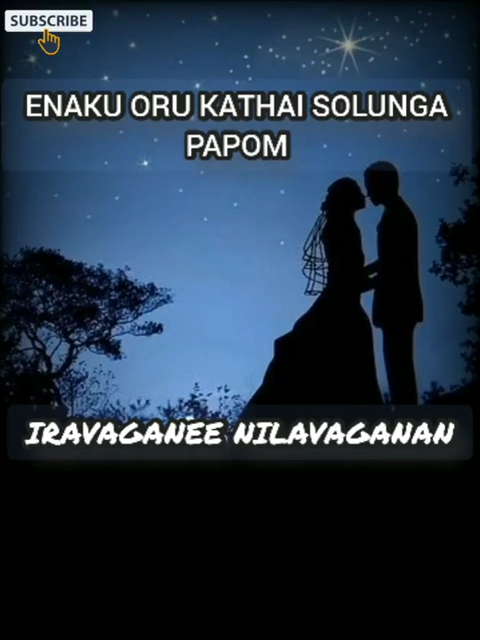 SUBSCRIBE
ENAKU ORU KATHAI SOLUNGA
PAPOM
IRAVAGANEE NILAVAGANAN